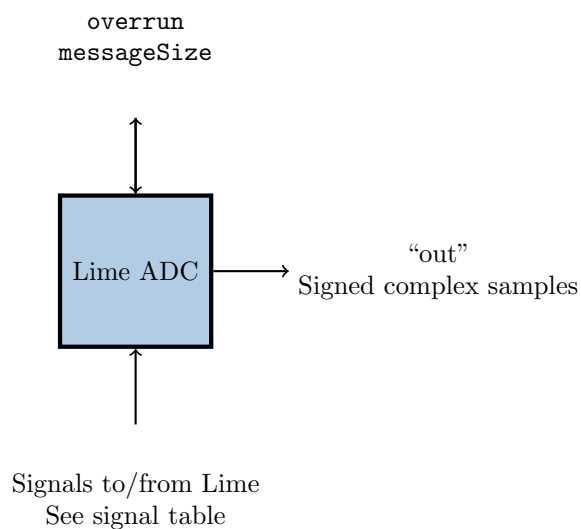 overrun
messageSize
Lime ADC
“out”
Signed complex samples
Signals to/from Lime
See signal table